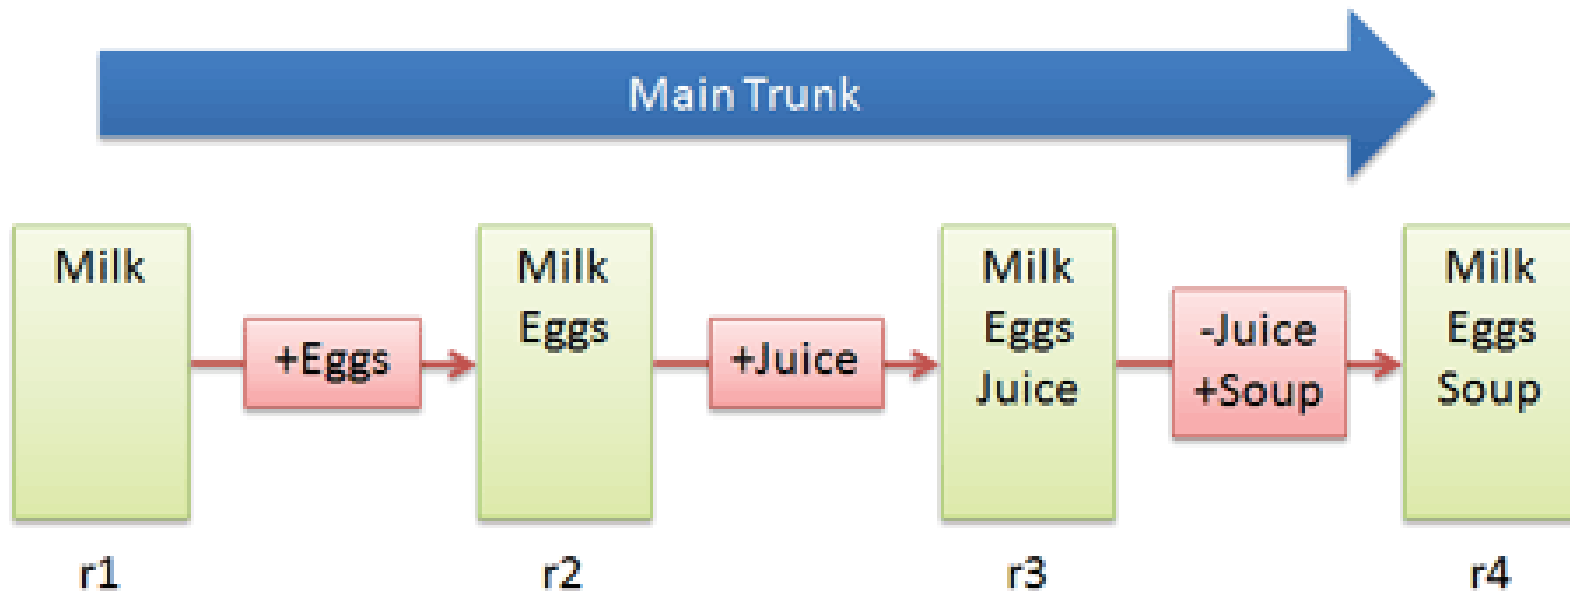 Main Trunk
Milk
+Eggs
Milk
Eggs
+Juice
Milk
Eggs
Juice
-Juice
+Soup
Milk
Eggs
Soup
r1
r2
r3
r4